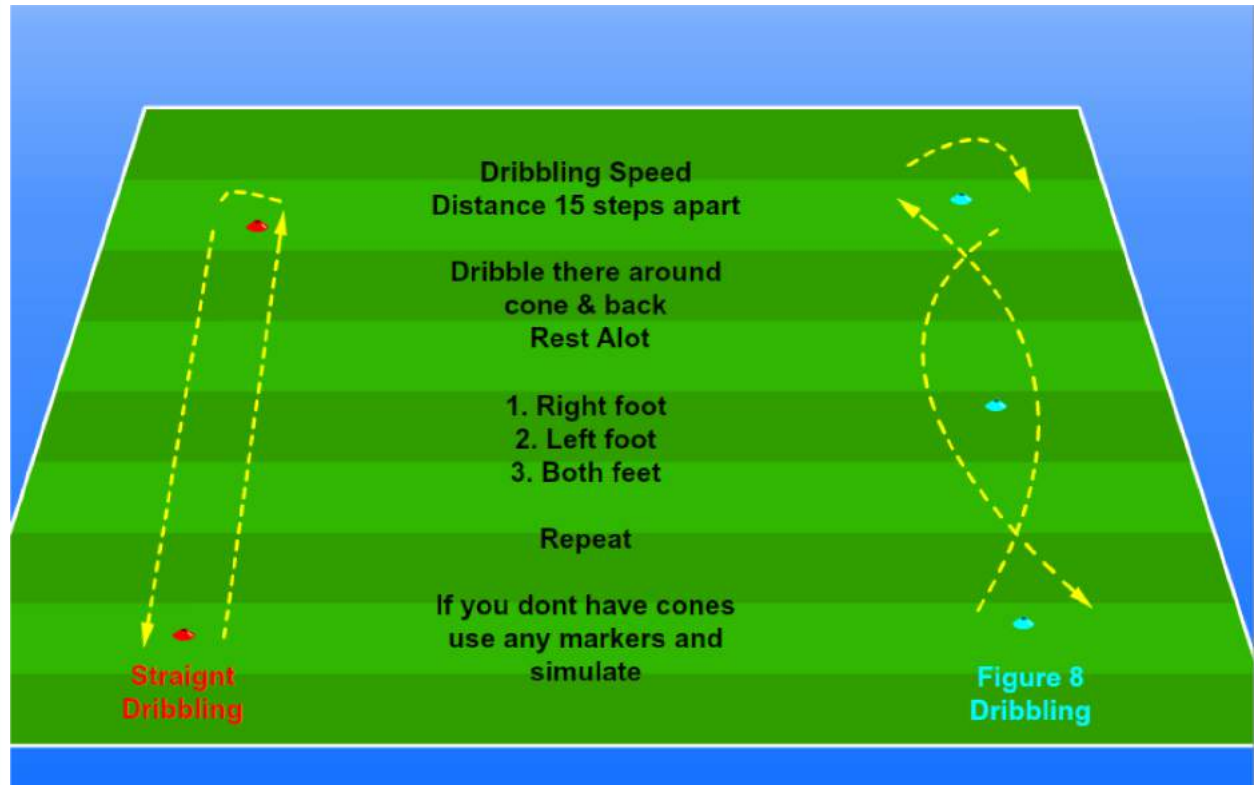 Dribbling Speed
Distance 15 steps apart
Dribble there around
cone & back
Rest Alot
1. Right foot
2. Left foot
3. Both feet
Repeat
If you dont have cones
use any markers and
simulate
Straignt
Dribbling
Figure 8
Dribbling